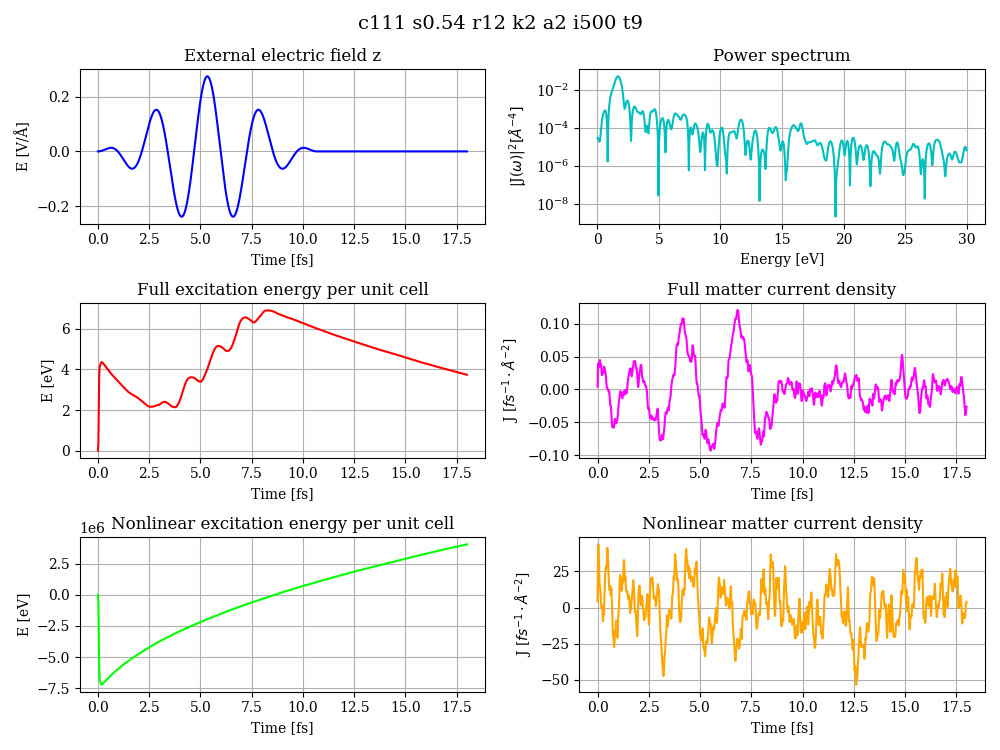 c111 s0.54 r12 k2 a2 i500 t9
External electric field z
E [V/Å]
0.2
0.0
−0.2
0.0 2.5 5.0 7.5 10.0 12.5 15.0 17.5
Time [fs]
Power spectrum
|J(ω)|² [Å⁻⁴]
10⁻²
10⁻⁴
10⁻⁶
10⁻⁸
0 5 10 15 20 25 30
Energy [eV]
Full excitation energy per unit cell
E [eV]
6
4
2
0
0.0 2.5 5.0 7.5 10.0 12.5 15.0 17.5
Time [fs]
Full matter current density
J [fs⁻¹ · Å⁻²]
0.10
0.05
0.00
−0.05
−0.10
0.0 2.5 5.0 7.5 10.0 12.5 15.0 17.5
Time [fs]
Nonlinear excitation energy per unit cell
1e6
E [eV]
2.5
0.0
−2.5
−5.0
−7.5
0.0 2.5 5.0 7.5 10.0 12.5 15.0 17.5
Time [fs]
Nonlinear matter current density
J [fs⁻¹ · Å⁻²]
25
0
−25
−50
0.0 2.5 5.0 7.5 10.0 12.5 15.0 17.5
Time [fs]